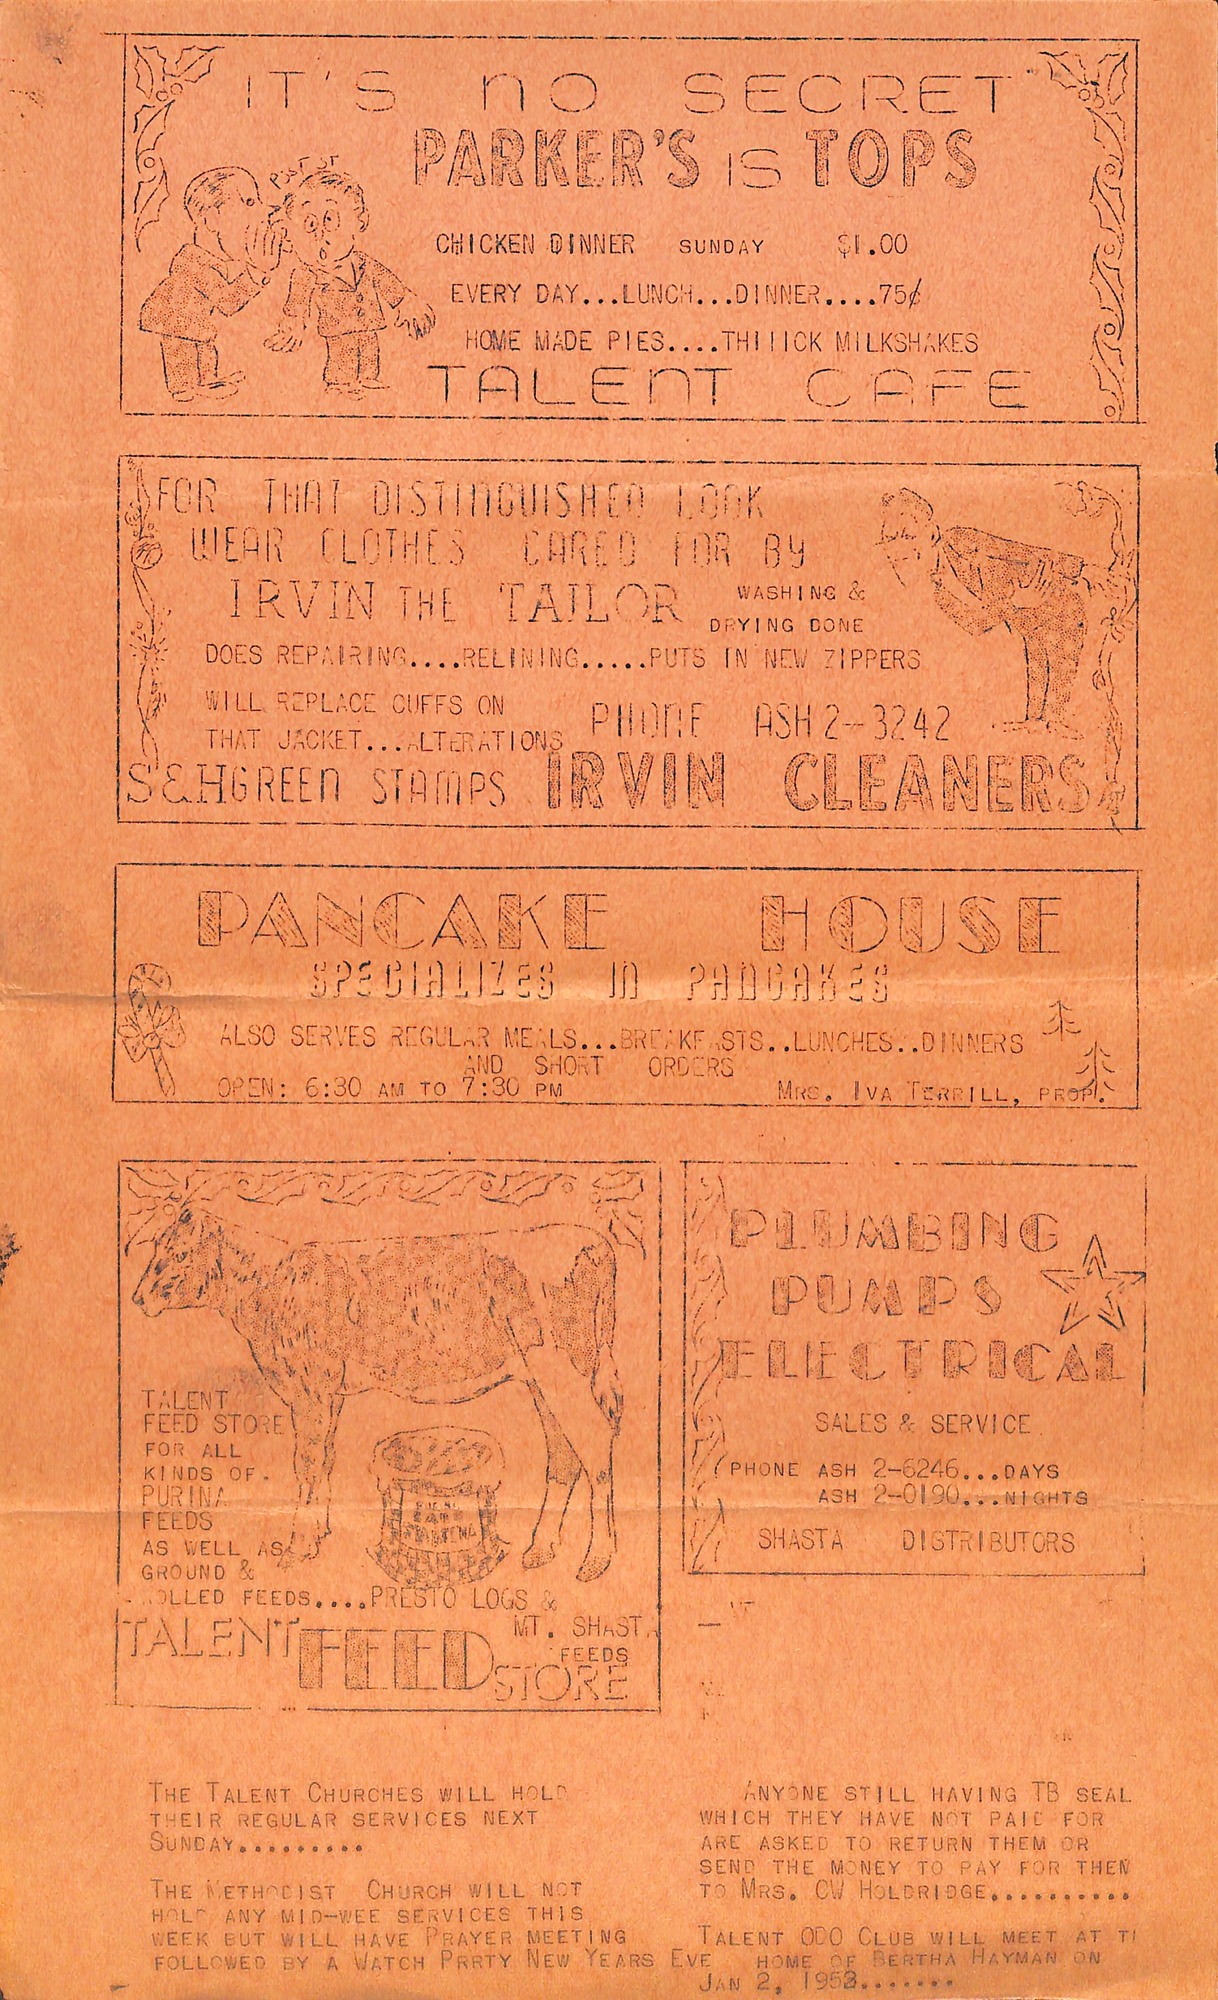 IT'S NO SECRET
PARKER'S IS TOPS
PSST ST
CHICKEN DINNER SUNDAY $1.00
EVERY DAY...LUNCH...DINNER....75¢
HOME MADE PIES....THIIICK MILKSHAKES
TALENT CAFE
FOR THAT DISTINGUISHED LOOK
WEAR CLOTHES CARED FOR BY
IRVIN THE TAILOR WASHING &
DRYING DONE
DOES REPAIRING....RELINING.....PUTS IN NEW ZIPPERS
WILL REPLACE CUFFS ON
THAT JACKET...ALTERATIONS
PHONE ASH 2-3242
S&H GREEN STAMPS IRVIN CLEANERS
PANCAKE HOUSE
SPECIALIZES IN PANCAKES
ALSO SERVES REGULAR MEALS...BREAKFASTS..LUNCHES..DINNERS
AND SHORT ORDERS
OPEN: 6:30 AM TO 7:30 PM MRS. IVA TERRILL, PROP.
TALENT
FEED STORE
FOR ALL
KINDS OF
PURINA
FEEDS
AS WELL AS
GROUND &
ROLLED FEEDS....PRESTO LOGS &
MT. SHASTA
FEEDS
TALENT FEED STORE
PLUMBING
PUMPS
ELECTRICAL
SALES & SERVICE
PHONE ASH 2-6246...DAYS
ASH 2-0190...NIGHTS
SHASTA DISTRIBUTORS
THE TALENT CHURCHES WILL HOLD
THEIR REGULAR SERVICES NEXT
SUNDAY.........
THE METHODIST CHURCH WILL NOT
HOLD ANY MID-WEE SERVICES THIS
WEEK BUT WILL HAVE PRAYER MEETING
FOLLOWED BY A WATCH PRRTY NEW YEARS EVE
ANYONE STILL HAVING TB SEAL
WHICH THEY HAVE NOT PAID FOR
ARE ASKED TO RETURN THEM OR
SEND THE MONEY TO PAY FOR THEM
TO MRS. CW HOLDRIDGE..........
TALENT ODO CLUB WILL MEET AT
HOME OF BERTHA HAYMAN ON
JAN 2, 1953.......